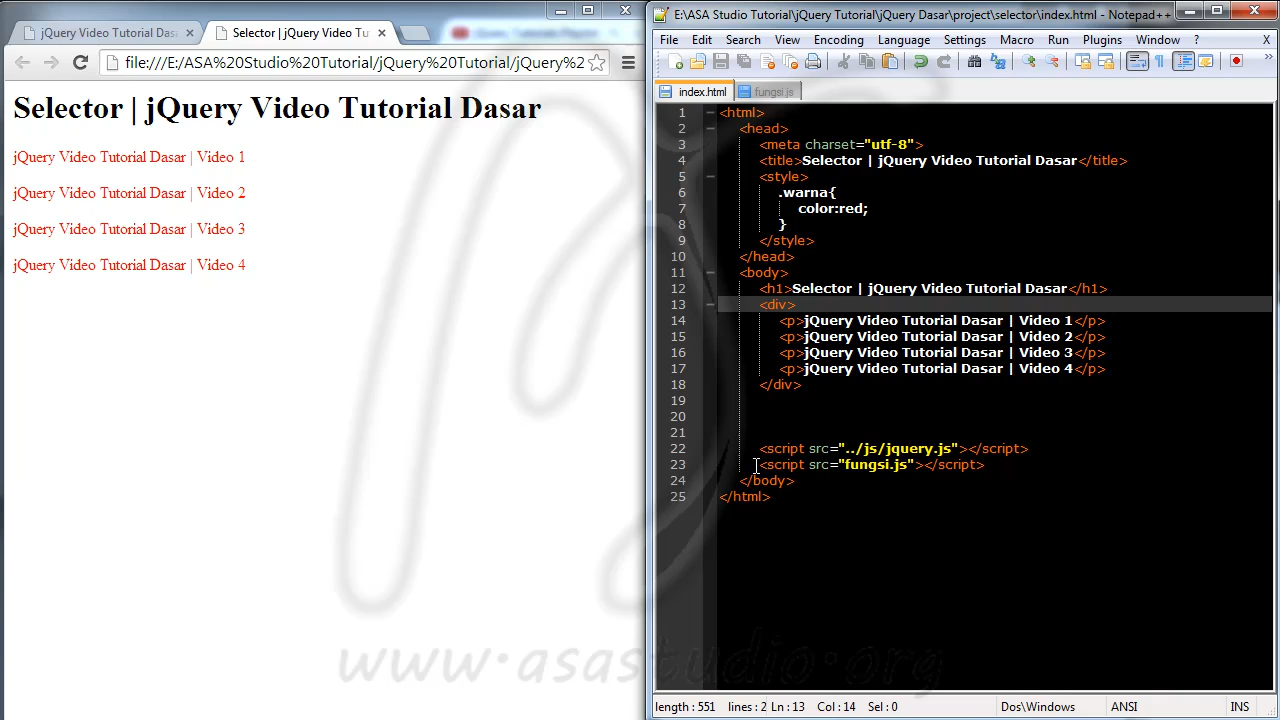 jQuery Video Tutorial Dasa
Selector | jQuery Video Tu
file:///E:/ASA%20Studio%20Tutorial/jQuery%20Tutorial/jQuery%2
Selector | jQuery Video Tutorial Dasar
jQuery Video Tutorial Dasar | Video 1
jQuery Video Tutorial Dasar | Video 2
jQuery Video Tutorial Dasar | Video 3
jQuery Video Tutorial Dasar | Video 4
E:\ASA Studio Tutorial\jQuery Tutorial\jQuery Dasar\project\selector\index.html - Notepad++
File Edit Search View Encoding Language Settings Macro Run Plugins Window ? X
index.html fungsi.js
1 <html>
2 <head>
3 <meta charset="utf-8">
4 <title>Selector | jQuery Video Tutorial Dasar</title>
5 <style>
6 .warna{
7 color:red;
8 }
9 </style>
10 </head>
11 <body>
12 <h1>Selector | jQuery Video Tutorial Dasar</h1>
13 <div>
14 <p>jQuery Video Tutorial Dasar | Video 1</p>
15 <p>jQuery Video Tutorial Dasar | Video 2</p>
16 <p>jQuery Video Tutorial Dasar | Video 3</p>
17 <p>jQuery Video Tutorial Dasar | Video 4</p>
18 </div>
19
20
21
22 <script src="../js/jquery.js"></script>
23 <script src="fungsi.js"></script>
24 </body>
25 </html>
www.asastudio.org
length : 551 lines : 2 Ln : 13 Col : 14 Sel : 0 Dos\Windows ANSI INS